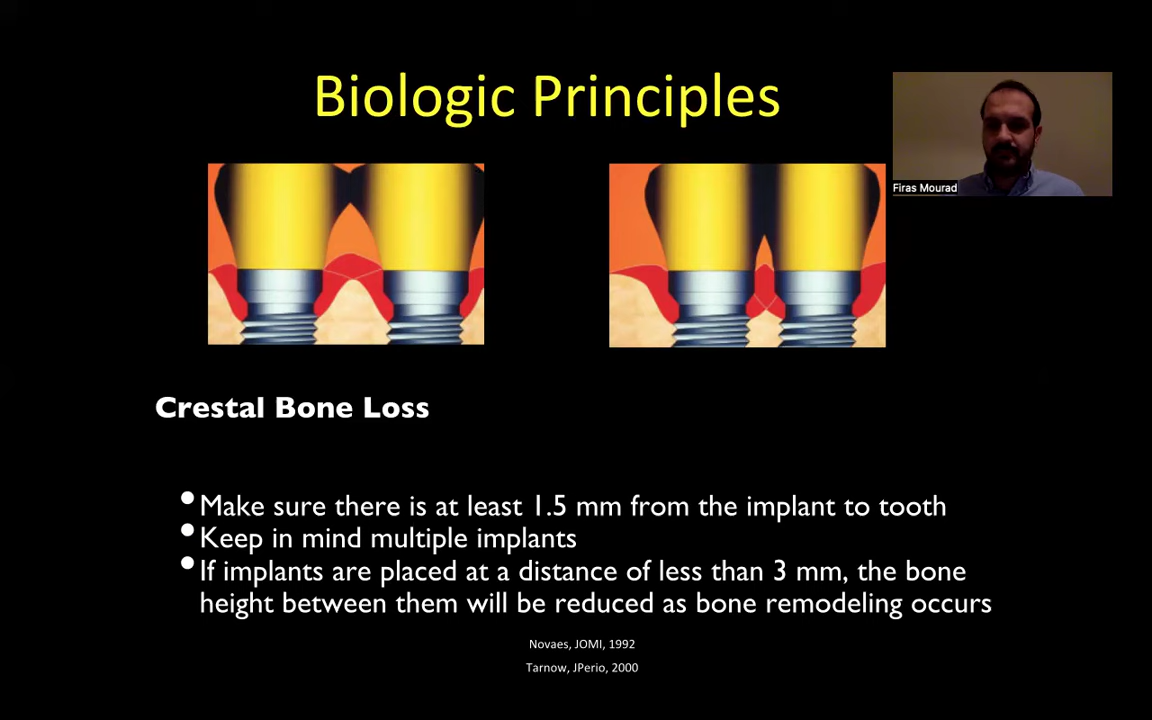 Biologic Principles
Firas Mourad
Crestal Bone Loss
•Make sure there is at least 1.5 mm from the implant to tooth
•Keep in mind multiple implants
•If implants are placed at a distance of less than 3 mm, the bone
height between them will be reduced as bone remodeling occurs
Novaes, JOMI, 1992
Tarnow, JPerio, 2000